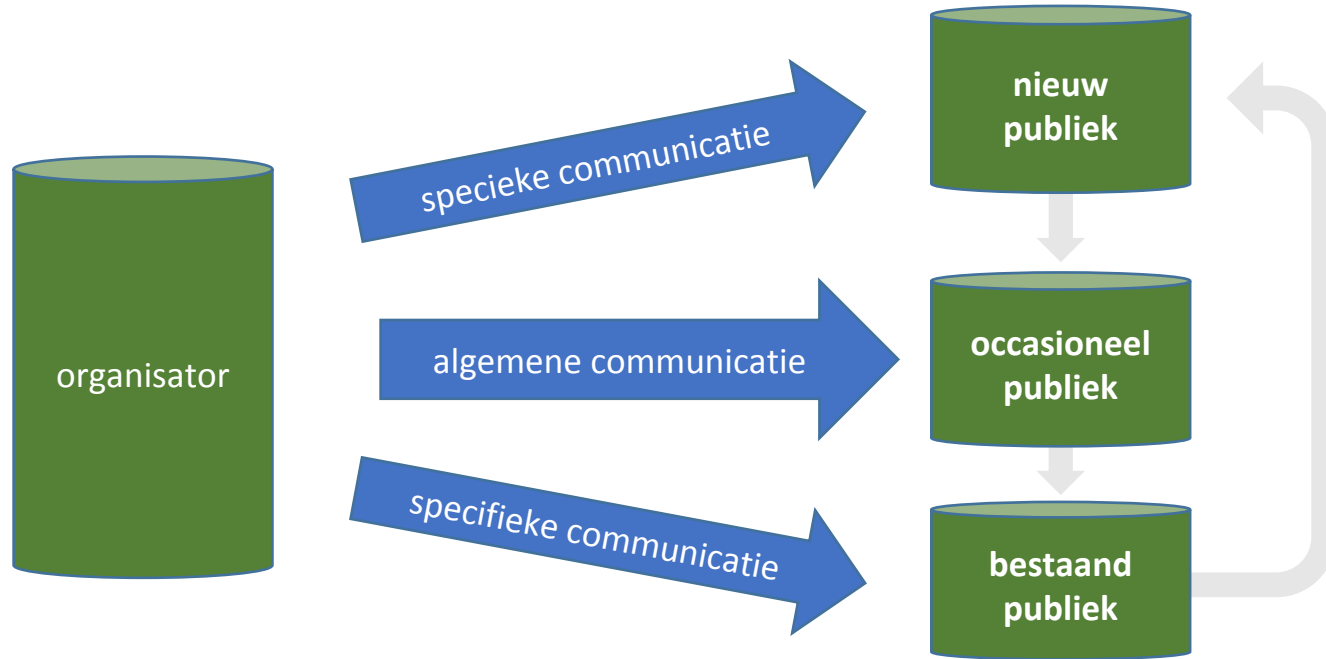 nieuw
publiek
specieke communicatie
organisator
algemene communicatie
occasioneel
publiek
specifieke communicatie
bestaand
publiek